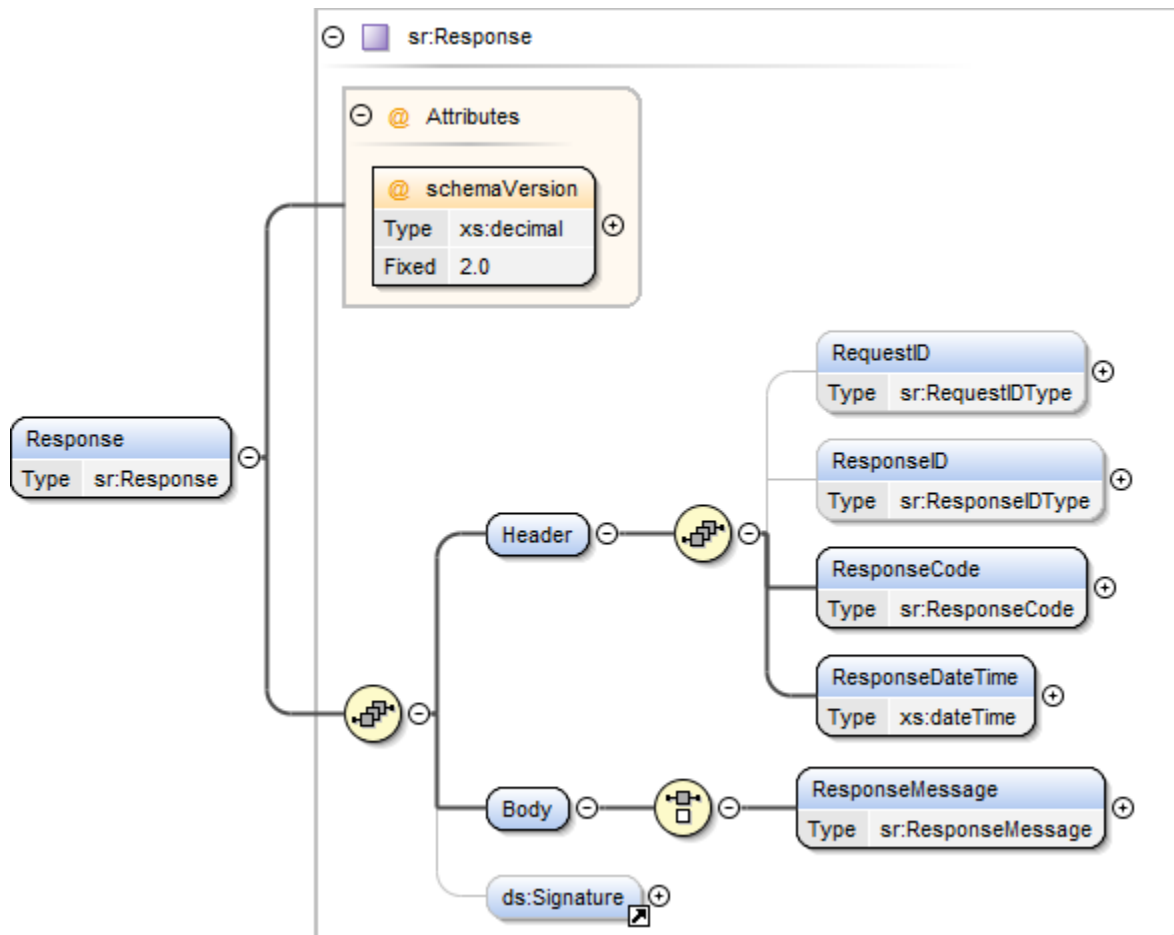 sr:Response
@ Attributes
@ schemaVersion
Type xs:decimal
Fixed 2.0
RequestID
Type sr:RequestIDType
Response
Type sr:Response
ResponseID
Type sr:ResponseIDType
Header
ResponseCode
Type sr:ResponseCode
ResponseDateTime
Type xs:dateTime
Body
ResponseMessage
Type sr:ResponseMessage
ds:Signature